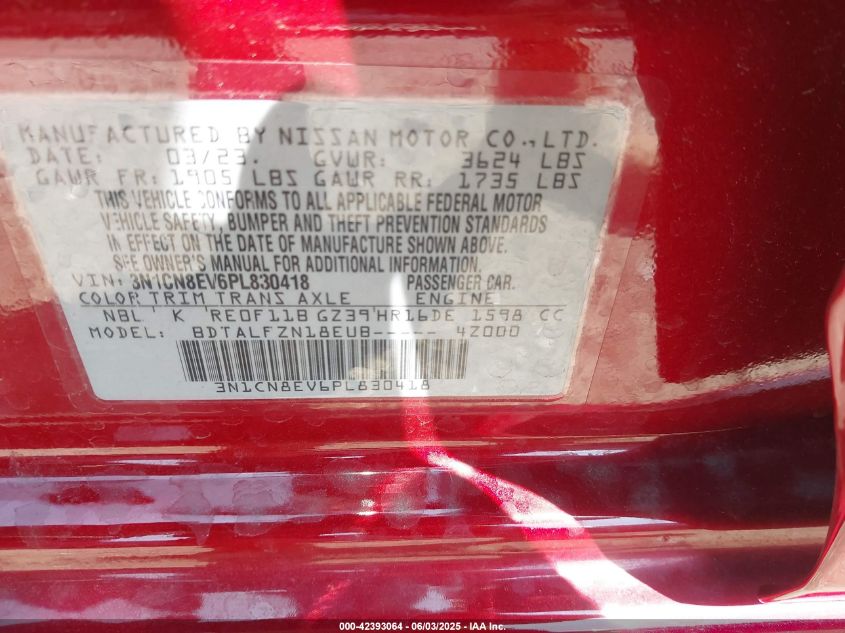 MANUFACTURED BY NISSAN MOTOR CO., LTD.
DATE: 03/23. GVWR: 3624 LBS
GAWR FR: 1905 LBS GAWR RR: 1735 LBS
THIS VEHICLE CONFORMS TO ALL APPLICABLE FEDERAL MOTOR
VEHICLE SAFETY, BUMPER AND THEFT PREVENTION STANDARDS
IN EFFECT ON THE DATE OF MANUFACTURE SHOWN ABOVE.
SEE OWNER'S MANUAL FOR ADDITIONAL INFORMATION.
VIN: 3N1CN8EV6PL830418 PASSENGER CAR.
COLOR TRIM TRANS AXLE ENGINE
NBL K RE0F11B GZ39 HR16DE 1598 CC
MODEL: BDTALFZN18EUB----- 4Z000
3N1CN8EV6PL830418
000-42393064 - 06/03/2025 - IAA Inc.